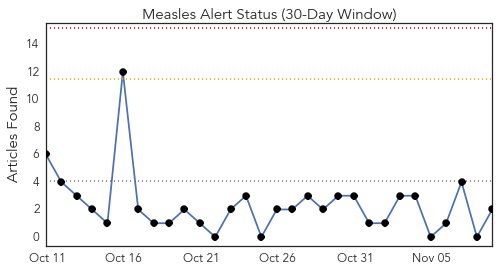 Measles Alert Status (30-Day Window)
Articles Found
14
12
10
8
6
4
2
0
Oct 11 Oct 16 Oct 21 Oct 26 Oct 31 Nov 05